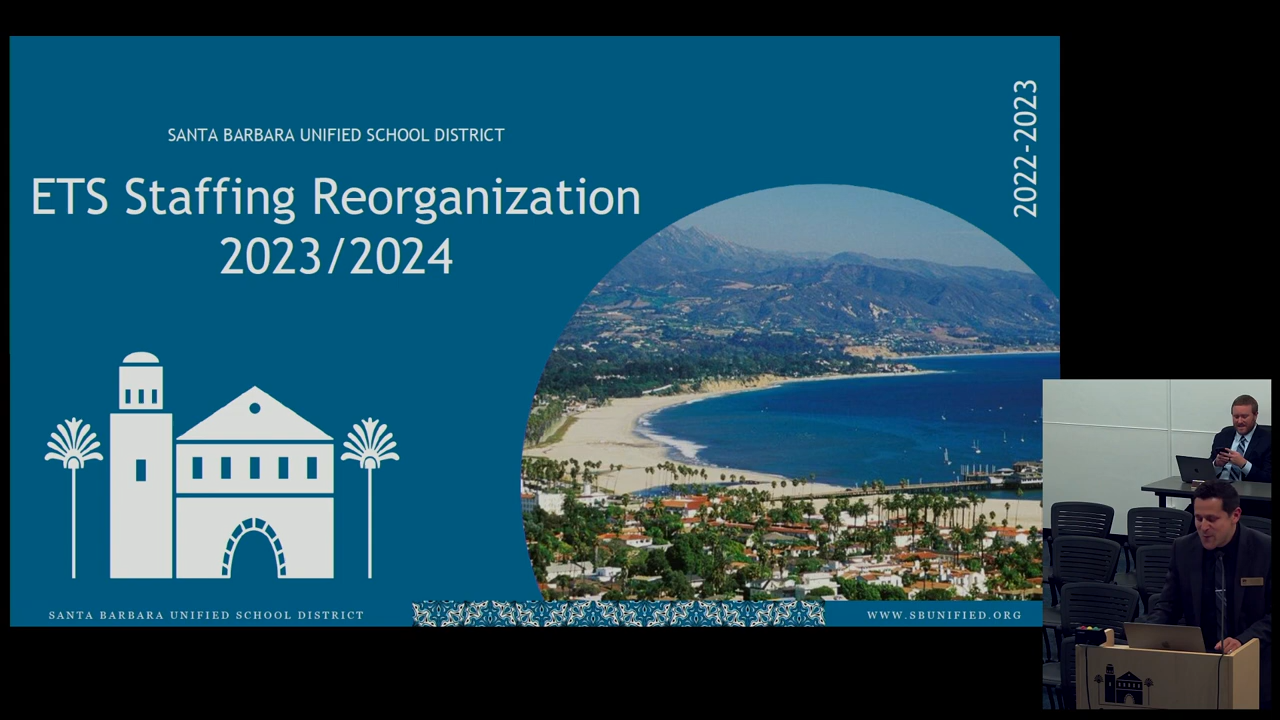 SANTA BARBARA UNIFIED SCHOOL DISTRICT
ETS Staffing Reorganization
2023/2024
2022-2023
SANTA BARBARA UNIFIED SCHOOL DISTRICT
WWW.SBUNIFIED.ORG